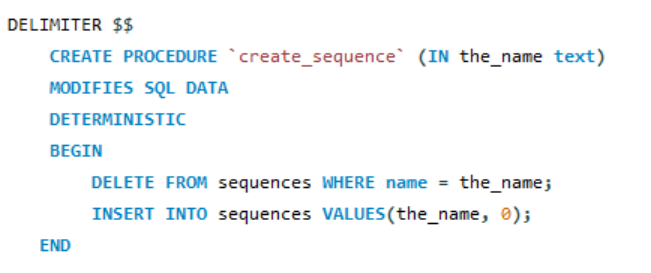 DELIMITER $$
CREATE PROCEDURE `create_sequence` (IN the_name text)
MODIFIES SQL DATA
DETERMINISTIC
BEGIN
DELETE FROM sequences WHERE name = the_name;
INSERT INTO sequences VALUES(the_name, 0);
END